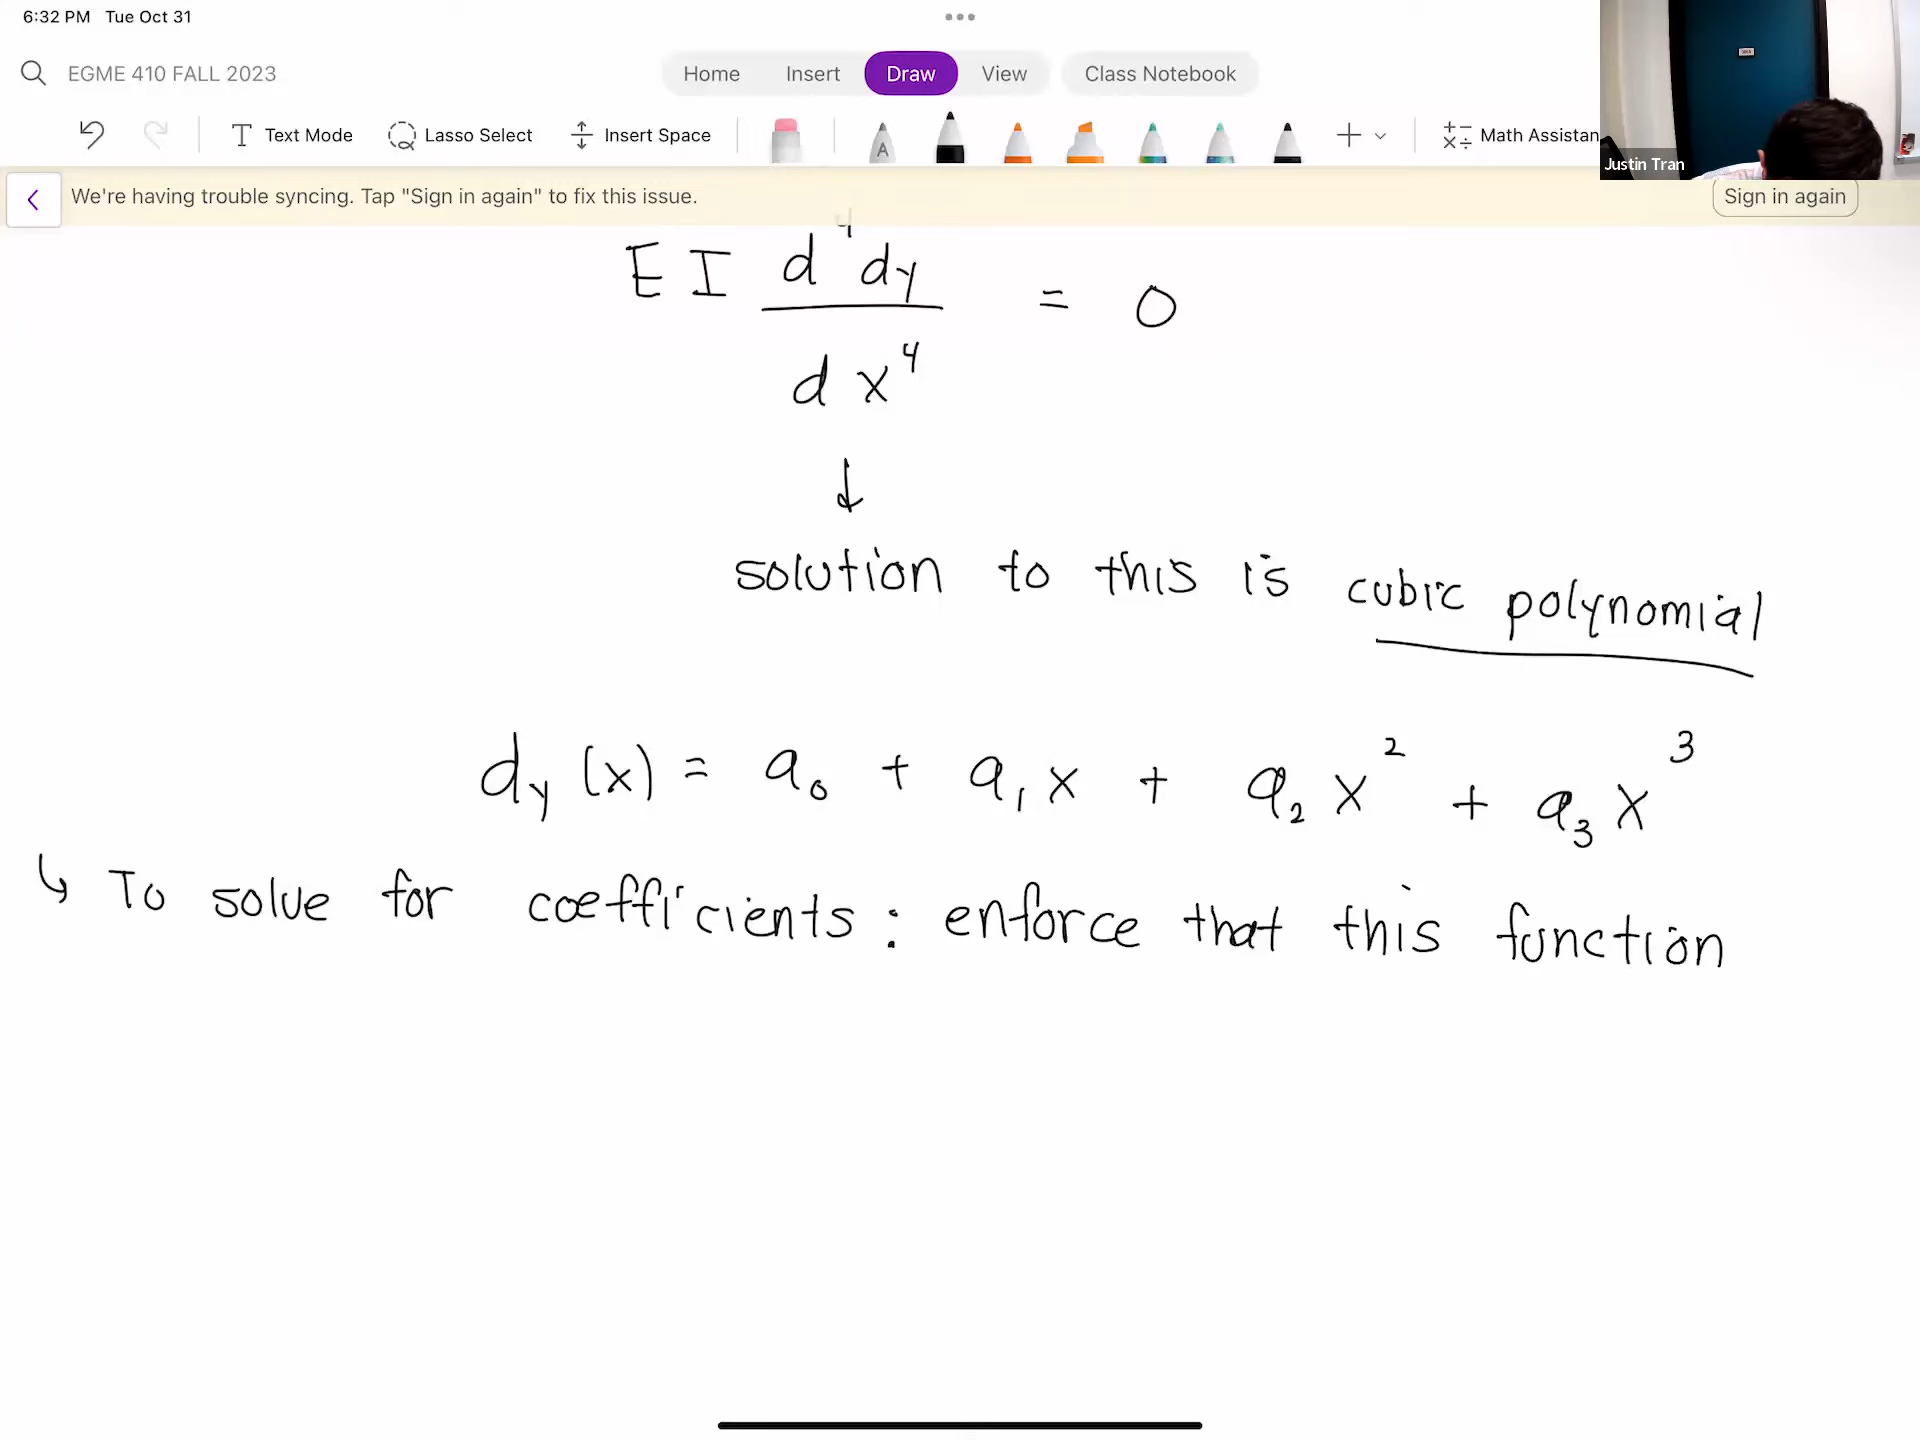 6:32 PM Tue Oct 31
EGME 410 FALL 2023
Home Insert Draw View Class Notebook
Text Mode Lasso Select Insert Space A Math Assistan
Justin Tran
We're having trouble syncing. Tap "Sign in again" to fix this issue. Sign in again
E I d⁴dy = 0
d x⁴
↓
solution to this is cubic polynomial
dy (x) = a₀ + a₁x + a₂x² + a₃x³
↳ To solve for coefficients : enforce that this function